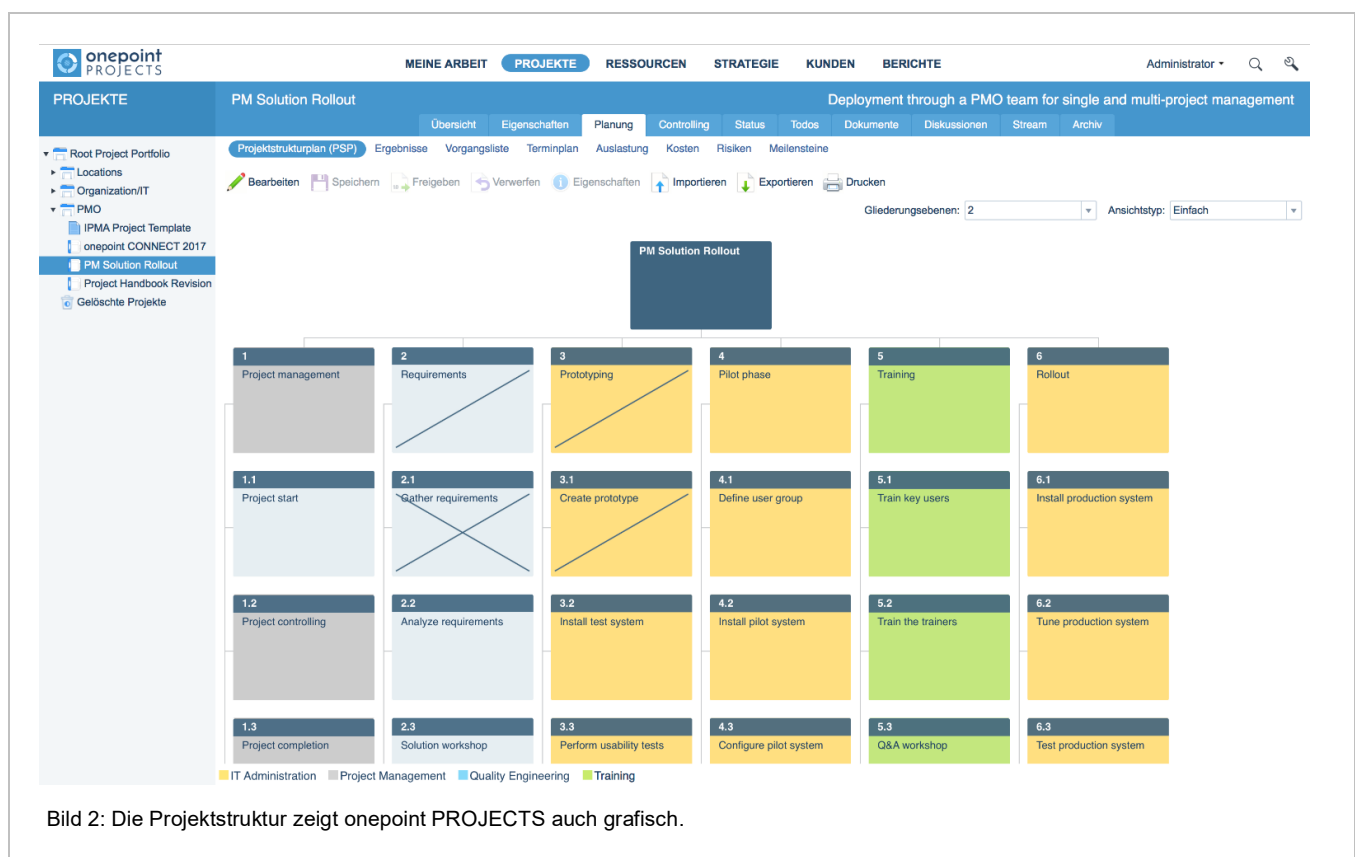 onepoint
PROJECTS
MEINE ARBEIT PROJEKTE RESSOURCEN STRATEGIE KUNDEN BERICHTE
Administrator
PROJEKTE
PM Solution Rollout
Deployment through a PMO team for single and multi-project management
Übersicht Eigenschaften Planung Controlling Status Todos Dokumente Diskussionen Stream Archiv
Root Project Portfolio
Locations
Organization/IT
PMO
IPMA Project Template
onepoint CONNECT 2017
PM Solution Rollout
Project Handbook Revision
Gelöschte Projekte
Projektstrukturplan (PSP) Ergebnisse Vorgangsliste Terminplan Auslastung Kosten Risiken Meilensteine
Bearbeiten Speichern Freigeben Verwerfen Eigenschaften Importieren Exportieren Drucken
Gliederungsebenen: 2 Ansichtstyp: Einfach
PM Solution Rollout
1 2 3 4 5 6
Project management Requirements Prototyping Pilot phase Training Rollout
1.1 2.1 3.1 4.1 5.1 6.1
Project start Gather requirements Create prototype Define user group Train key users Install production system
1.2 2.2 3.2 4.2 5.2 6.2
Project controlling Analyze requirements Install test system Install pilot system Train the trainers Tune production system
1.3 2.3 3.3 4.3 5.3 6.3
Project completion Solution workshop Perform usability tests Configure pilot system Q&A workshop Test production system
IT Administration Project Management Quality Engineering Training
Bild 2: Die Projektstruktur zeigt onepoint PROJECTS auch grafisch.